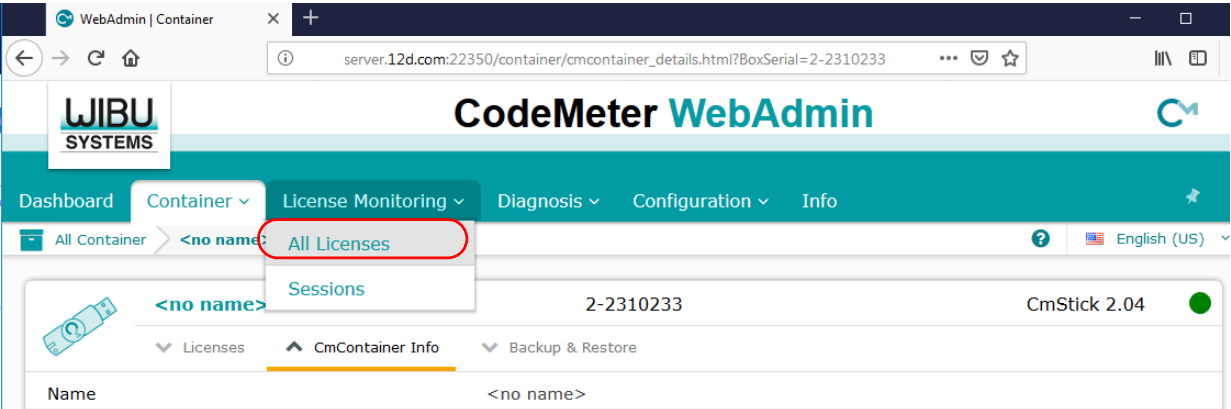 WebAdmin | Container
server.12d.com:22350/container/cmcontainer_details.html?BoxSerial=2-2310233
WIBU
SYSTEMS
CodeMeter WebAdmin
Dashboard Container License Monitoring Diagnosis Configuration Info
All Container <no name> All Licenses English (US)
Sessions
<no name> 2-2310233 CmStick 2.04
Licenses CmContainer Info Backup & Restore
Name <no name>